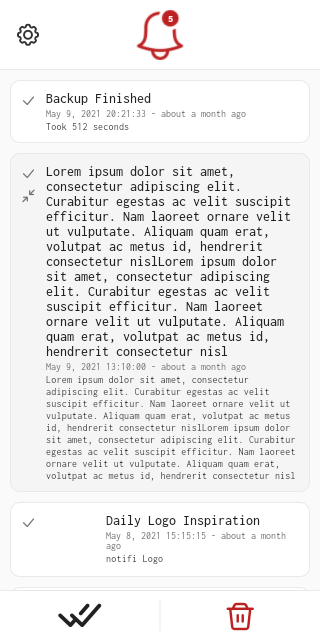 5
Backup Finished
May 9, 2021 20:21:33 - about a month ago
Took 512 seconds
Lorem ipsum dolor sit amet,
consectetur adipiscing elit.
Curabitur egestas ac velit suscipit
efficitur. Nam laoreet ornare velit
ut vulputate. Aliquam quam erat,
volutpat ac metus id, hendrerit
consectetur nislLorem ipsum dolor
sit amet, consectetur adipiscing
elit. Curabitur egestas ac velit
suscipit efficitur. Nam laoreet
ornare velit ut vulputate. Aliquam
quam erat, volutpat ac metus id,
hendrerit consectetur nisl
May 9, 2021 13:10:00 - about a month ago
Lorem ipsum dolor sit amet, consectetur
adipiscing elit. Curabitur egestas ac velit
suscipit efficitur. Nam laoreet ornare velit ut
vulputate. Aliquam quam erat, volutpat ac metus
id, hendrerit consectetur nislLorem ipsum dolor
sit amet, consectetur adipiscing elit. Curabitur
egestas ac velit suscipit efficitur. Nam laoreet
ornare velit ut vulputate. Aliquam quam erat,
volutpat ac metus id, hendrerit consectetur nisl
Daily Logo Inspiration
May 8, 2021 15:15:15 - about a month
ago
notifi Logo